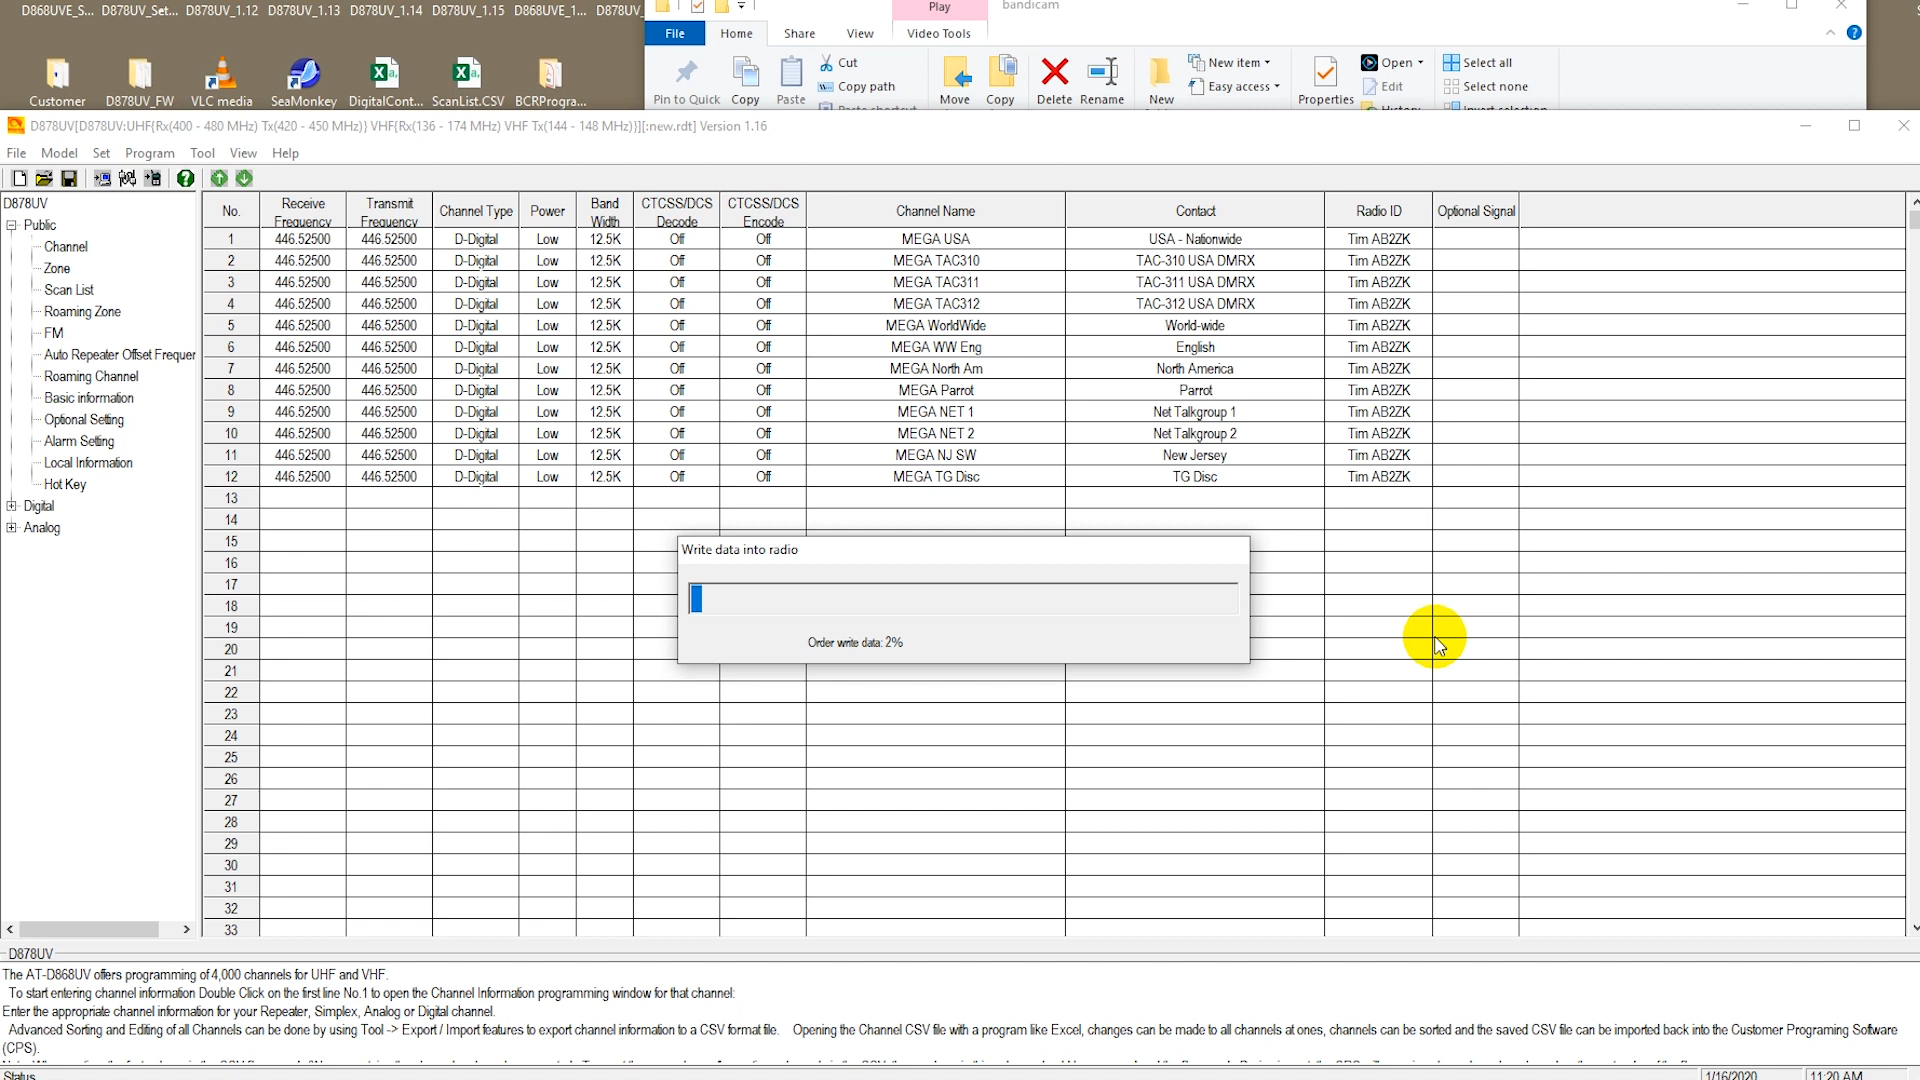 D868UVE_S... D878UV_Set... D878UV_1.12 D878UV_1.13 D878UV_1.14 D878UV_1.15 D868UVE_1... D878UV_
Play bandicam
File Home Share View Video Tools
Cut New item Open Select all
Copy path Easy access Edit Select none
Customer D878UV_FW VLC media SeaMonkey DigitalCont... ScanList.CSV BCRProgra... Pin to Quick Copy Paste Move Copy Delete Rename New Properties
Paste shortcut History Invert selection
D878UV[D878UV:UHF{Rx(400 - 480 MHz) Tx(420 - 450 MHz)} VHF{Rx(136 - 174 MHz) VHF Tx(144 - 148 MHz)}][:new.rdt] Version 1.16
File Model Set Program Tool View Help
D878UV
Public
Channel
Zone
Scan List
Roaming Zone
FM
Auto Repeater Offset Frequen
Roaming Channel
Basic information
Optional Setting
Alarm Setting
Local Information
Hot Key
Digital
Analog
No. Receive Frequency Transmit Frequency Channel Type Power Band Width CTCSS/DCS Decode CTCSS/DCS Encode Channel Name Contact Radio ID Optional Signal
1 446.52500 446.52500 D-Digital Low 12.5K Off Off MEGA USA USA - Nationwide Tim AB2ZK
2 446.52500 446.52500 D-Digital Low 12.5K Off Off MEGA TAC310 TAC-310 USA DMRX Tim AB2ZK
3 446.52500 446.52500 D-Digital Low 12.5K Off Off MEGA TAC311 TAC-311 USA DMRX Tim AB2ZK
4 446.52500 446.52500 D-Digital Low 12.5K Off Off MEGA TAC312 TAC-312 USA DMRX Tim AB2ZK
5 446.52500 446.52500 D-Digital Low 12.5K Off Off MEGA WorldWide World-wide Tim AB2ZK
6 446.52500 446.52500 D-Digital Low 12.5K Off Off MEGA WW Eng English Tim AB2ZK
7 446.52500 446.52500 D-Digital Low 12.5K Off Off MEGA North Am North America Tim AB2ZK
8 446.52500 446.52500 D-Digital Low 12.5K Off Off MEGA Parrot Parrot Tim AB2ZK
9 446.52500 446.52500 D-Digital Low 12.5K Off Off MEGA NET 1 Net Talkgroup 1 Tim AB2ZK
10 446.52500 446.52500 D-Digital Low 12.5K Off Off MEGA NET 2 Net Talkgroup 2 Tim AB2ZK
11 446.52500 446.52500 D-Digital Low 12.5K Off Off MEGA NJ SW New Jersey Tim AB2ZK
12 446.52500 446.52500 D-Digital Low 12.5K Off Off MEGA TG Disc TG Disc Tim AB2ZK
13
14
15
16
17
18
19
20
21
22
23
24
25
26
27
28
29
30
31
32
33
Write data into radio
Order write data: 2%
D878UV
The AT-D868UV offers programming of 4,000 channels for UHF and VHF.
To start entering channel information Double Click on the first line No.1 to open the Channel Information programming window for that channel:
Enter the appropriate channel information for your Repeater, Simplex, Analog or Digital channel.
Advanced Sorting and Editing of all Channels can be done by using Tool -> Export / Import features to export channel information to a CSV format file. Opening the Channel CSV file with a program like Excel, changes can be made to all channels at ones, channels can be sorted and the saved CSV file can be imported back into the Customer Programing Software
(CPS).
Status 1/16/2020 11:20 AM